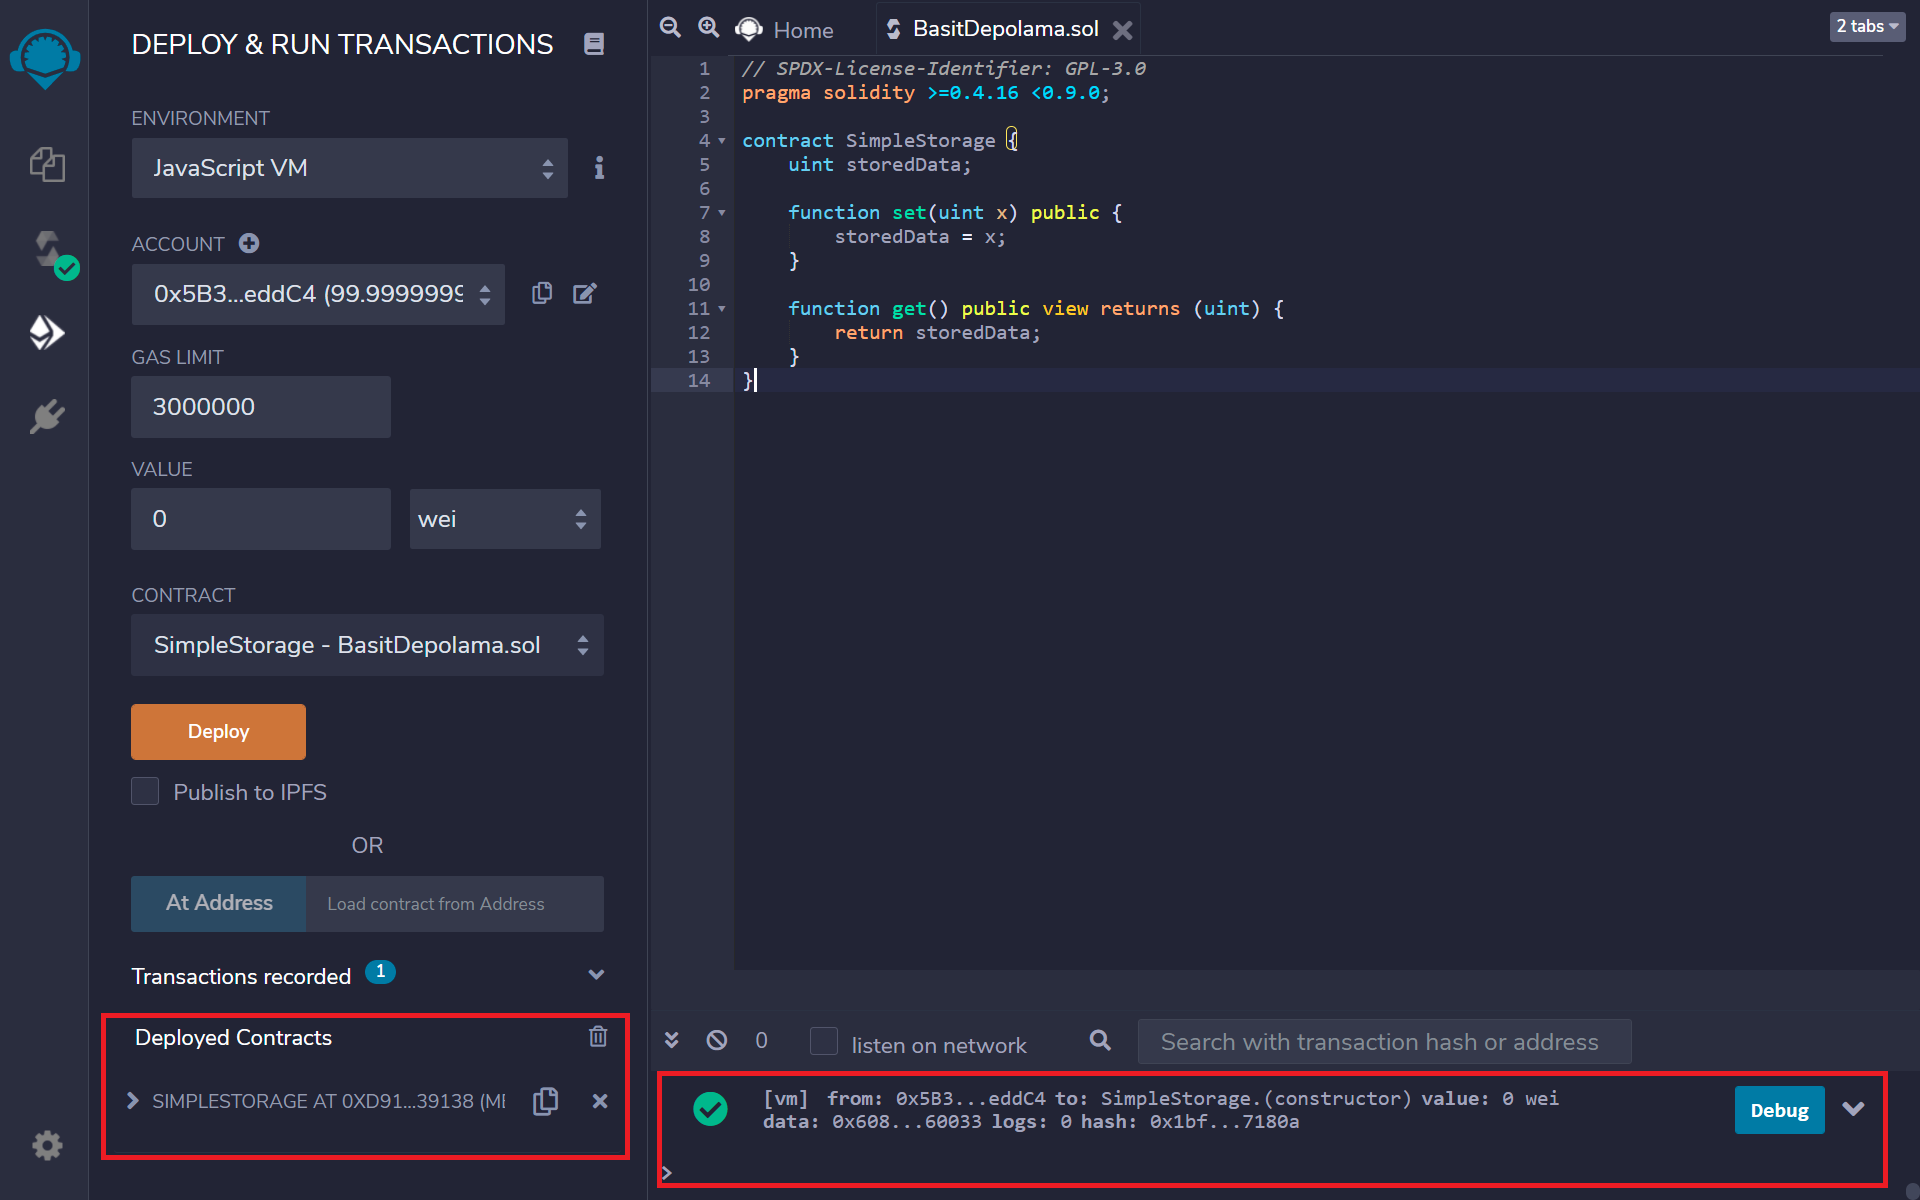 DEPLOY & RUN TRANSACTIONS
ENVIRONMENT
JavaScript VM
ACCOUNT
0x5B3...eddC4 (99.9999999
GAS LIMIT
3000000
VALUE
0
wei
CONTRACT
SimpleStorage - BasitDepolama.sol
Deploy
Publish to IPFS
OR
At Address
Load contract from Address
Transactions recorded 1
Deployed Contracts
SIMPLESTORAGE AT 0XD91...39138 (ME
Home
BasitDepolama.sol
2 tabs
1 // SPDX-License-Identifier: GPL-3.0
2 pragma solidity >=0.4.16 <0.9.0;
3
4 contract SimpleStorage {
5 uint storedData;
6
7 function set(uint x) public {
8 storedData = x;
9 }
10
11 function get() public view returns (uint) {
12 return storedData;
13 }
14 }
0
listen on network
Search with transaction hash or address
[vm] from: 0x5B3...eddC4 to: SimpleStorage.(constructor) value: 0 wei
data: 0x608...60033 logs: 0 hash: 0x1bf...7180a
Debug
>